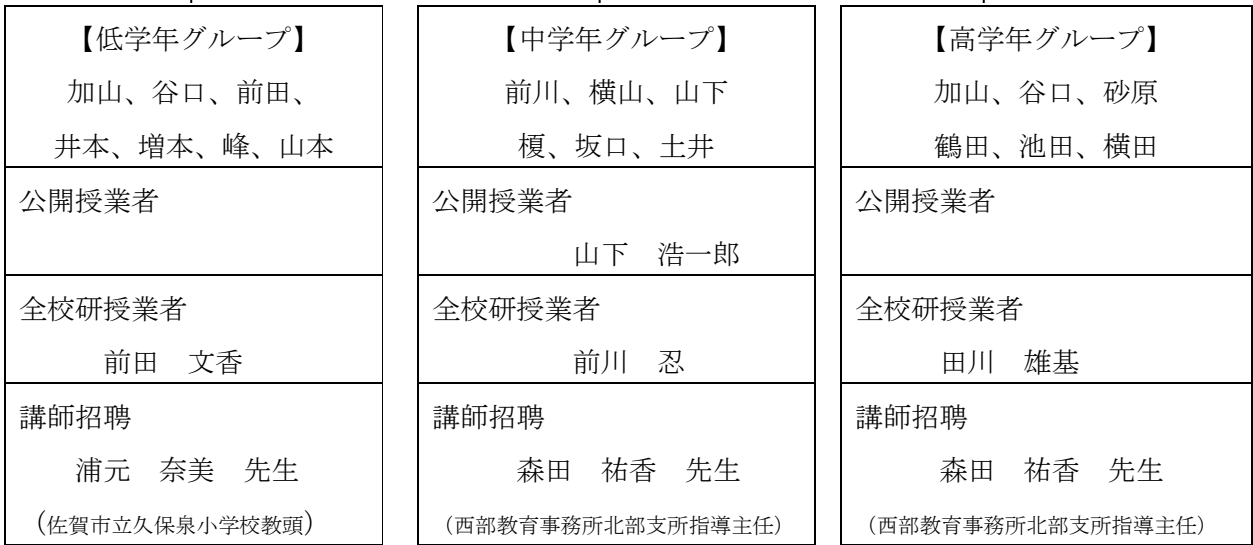 【低学年グループ】
加山、谷口、前田、
井本、増本、峰、山本
公開授業者
全校研授業者
前田　文香
講師招聘
浦元　奈美　先生
(佐賀市立久保泉小学校教頭)
【中学年グループ】
前川、横山、山下
榎、坂口、土井
公開授業者
山下　浩一郎
全校研授業者
前川　忍
講師招聘
森田　祐香　先生
(西部教育事務所北部支所指導主任)
【高学年グループ】
加山、谷口、砂原
鶴田、池田、横田
公開授業者
全校研授業者
田川　雄基
講師招聘
森田　祐香　先生
(西部教育事務所北部支所指導主任)